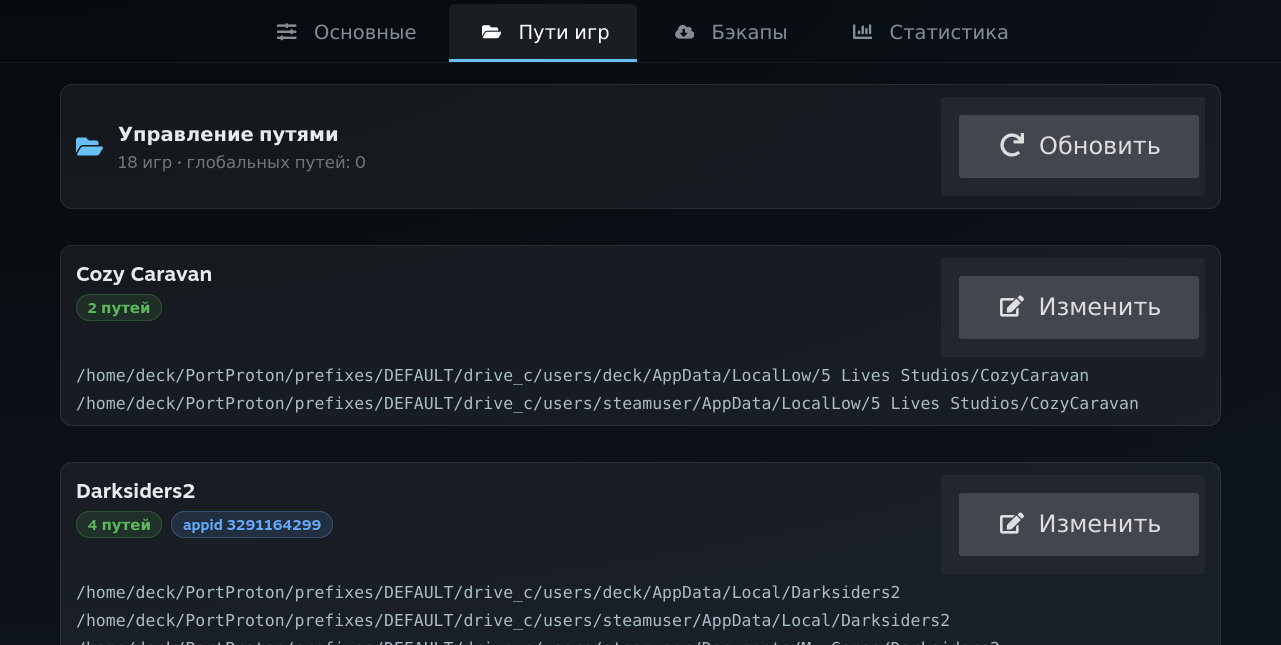 Основные
Пути игр
Бэкапы
Статистика
Управление путями
18 игр · глобальных путей: 0
Обновить
Cozy Caravan
2 путей
Изменить
/home/deck/PortProton/prefixes/DEFAULT/drive_c/users/deck/AppData/LocalLow/5 Lives Studios/CozyCaravan
/home/deck/PortProton/prefixes/DEFAULT/drive_c/users/steamuser/AppData/LocalLow/5 Lives Studios/CozyCaravan
Darksiders2
4 путей
appid 3291164299
Изменить
/home/deck/PortProton/prefixes/DEFAULT/drive_c/users/deck/AppData/Local/Darksiders2
/home/deck/PortProton/prefixes/DEFAULT/drive_c/users/steamuser/AppData/Local/Darksiders2